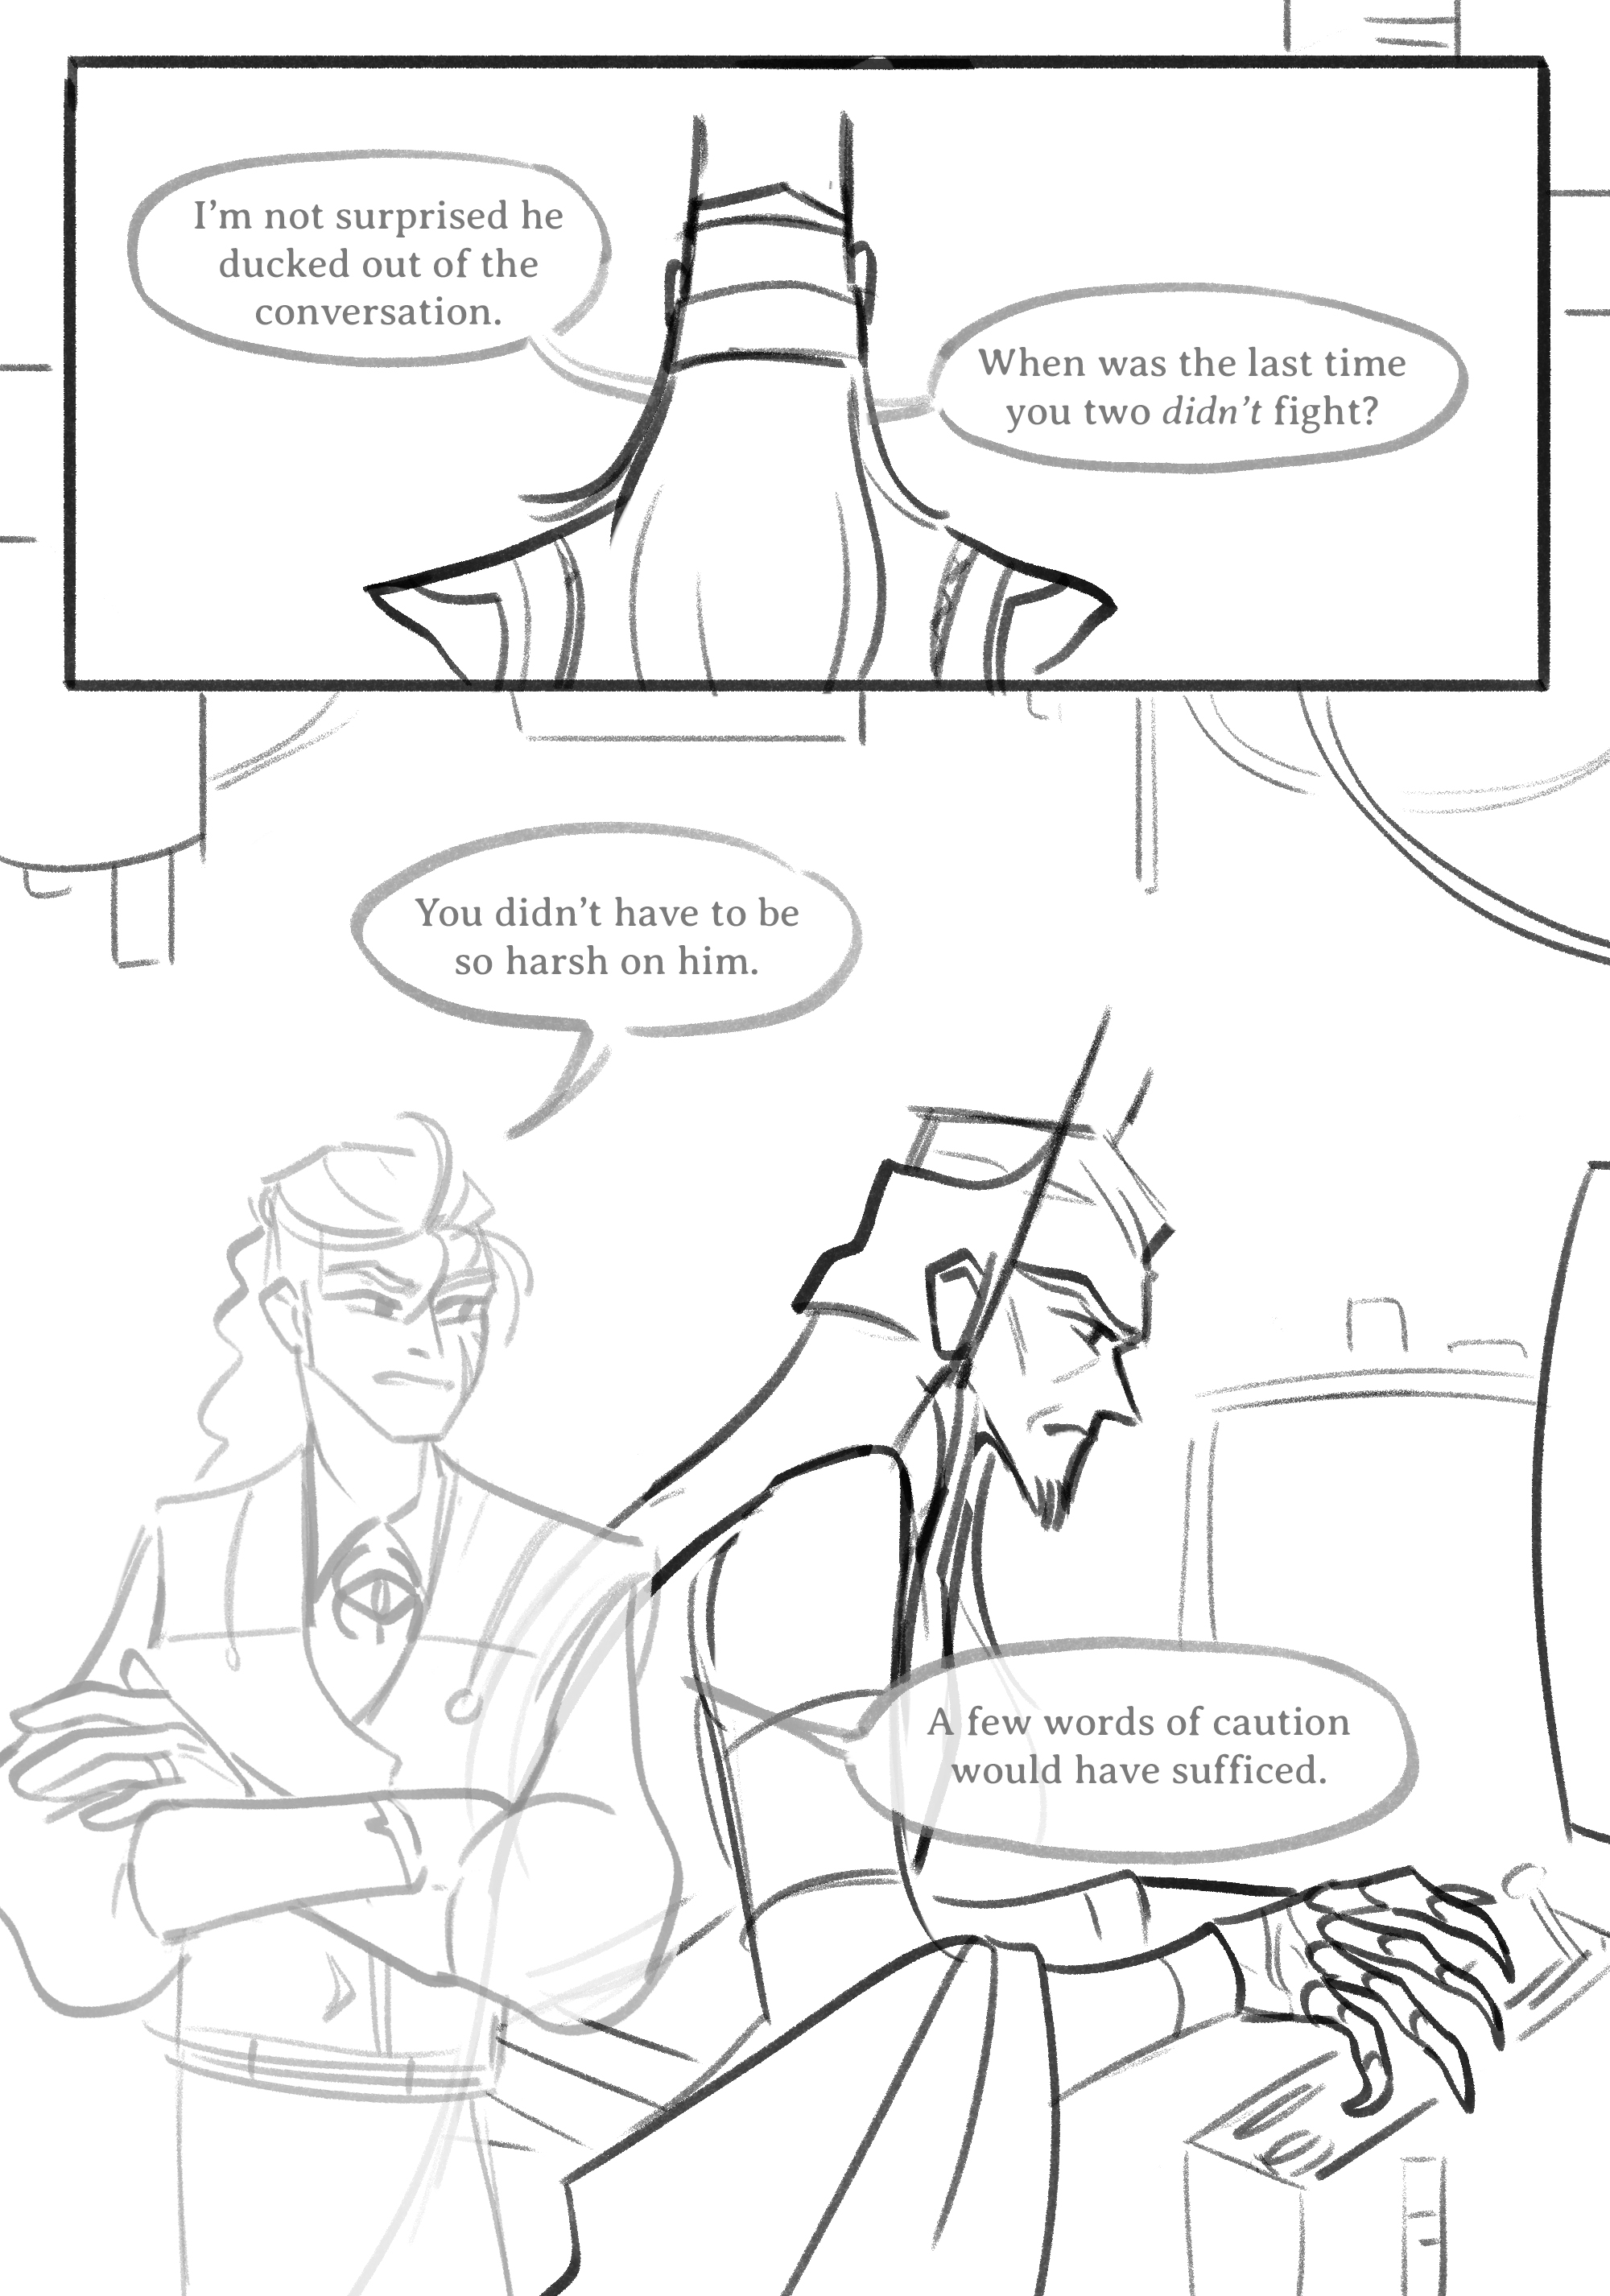 I’m not surprised he
ducked out of the
conversation.
When was the last time
you two didn’t fight?
You didn’t have to be
so harsh on him.
A few words of caution
would have sufficed.